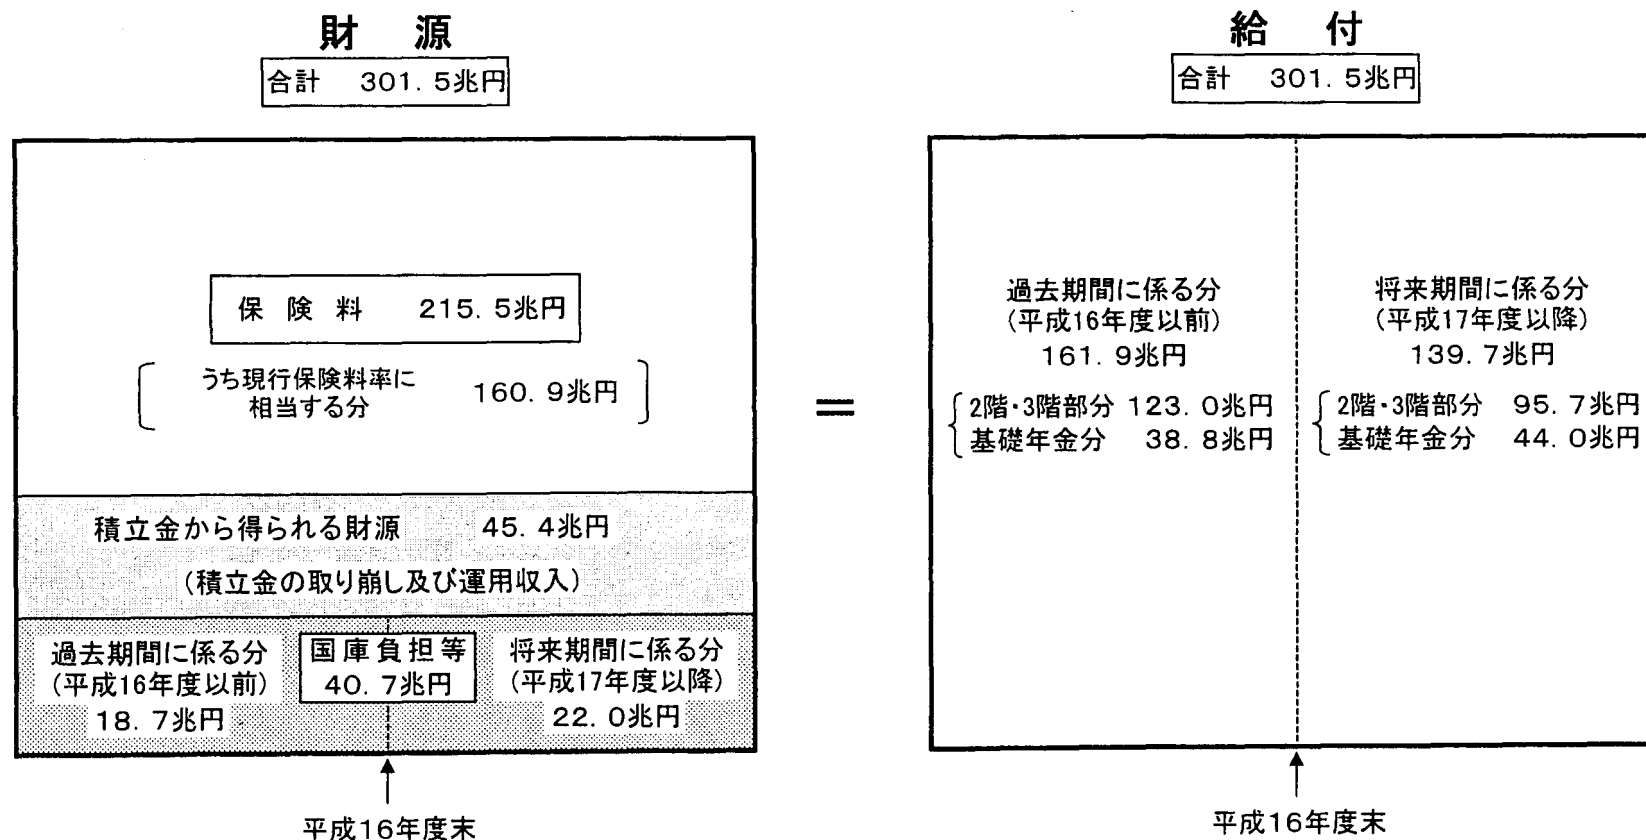 財　源
合計　301．5兆円
保 険 料　215．5兆円
うち現行保険料率に
相当する分
160．9兆円
積立金から得られる財源　45．4兆円
（積立金の取り崩し及び運用収入）
過去期間に係る分
（平成16年度以前）
18．7兆円
国庫負担等
40．7兆円
将来期間に係る分
（平成17年度以降）
22．0兆円
平成16年度末
＝
給　付
合計　301．5兆円
過去期間に係る分
（平成16年度以前）
161．9兆円
2階・3階部分 123．0兆円
基礎年金分　38．8兆円
将来期間に係る分
（平成17年度以降）
139．7兆円
2階・3階部分　95．7兆円
基礎年金分　44．0兆円
平成16年度末